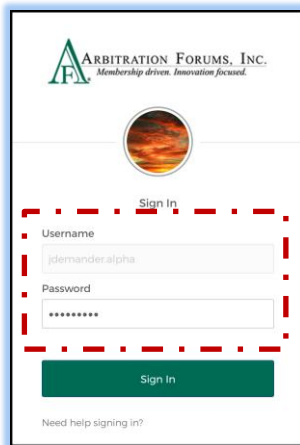 ARBITRATION FORUMS, INC.
Membership driven. Innovation focused.
Sign In
Username
jdemander.alpha
Password
•••••••••
Sign In
Need help signing in?